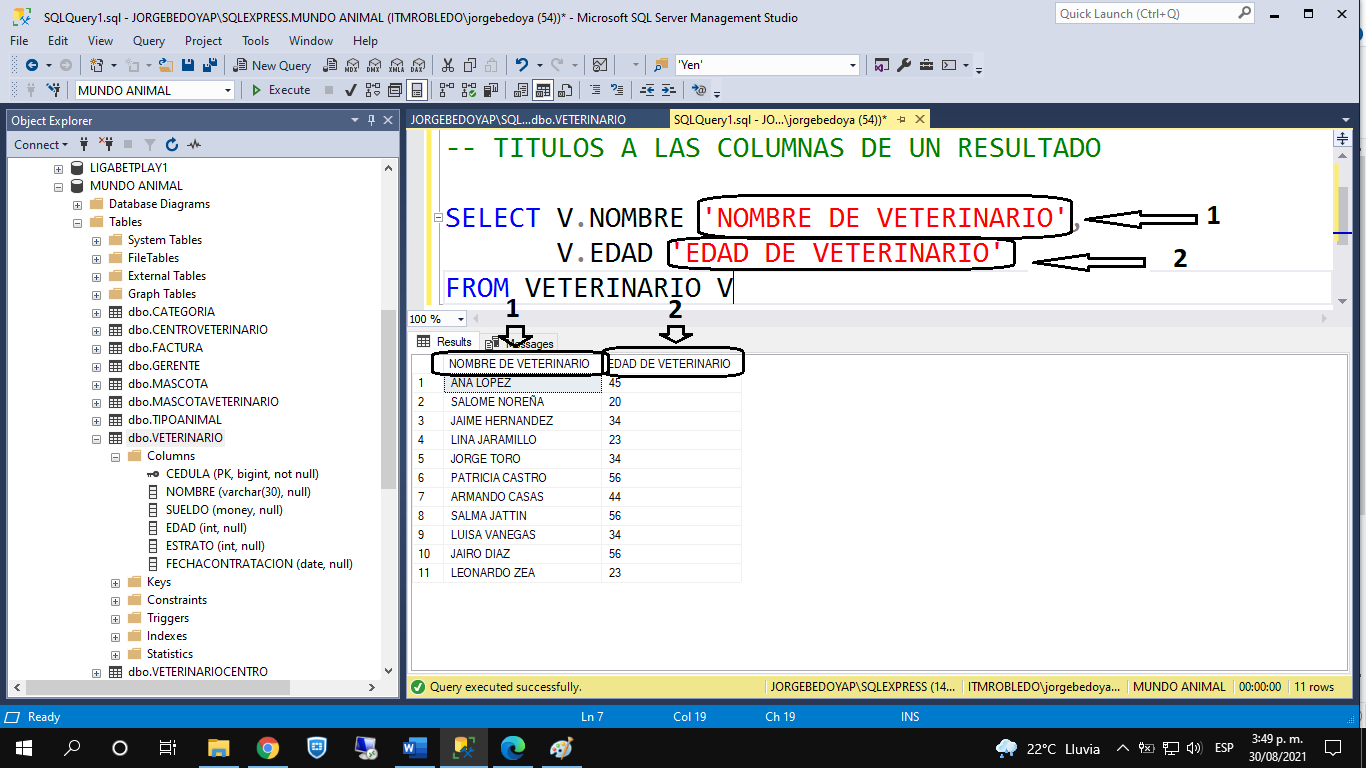 SQLQuery1.sql - JORGEBEDOYAP\SQLEXPRESS.MUNDO ANIMAL (ITMROBLEDO\jorgebedoya (54))* - Microsoft SQL Server Management Studio
Quick Launch (Ctrl+Q)
File Edit View Query Project Tools Window Help
New Query MDX DMX XMLA DAX 'Yen'
MUNDO ANIMAL Execute
Object Explorer
Connect
LIGABETPLAY1
MUNDO ANIMAL
Database Diagrams
Tables
System Tables
FileTables
External Tables
Graph Tables
dbo.CATEGORIA
dbo.CENTROVETERINARIO
dbo.FACTURA
dbo.GERENTE
dbo.MASCOTA
dbo.MASCOTAVETERINARIO
dbo.TIPOANIMAL
dbo.VETERINARIO
Columns
CEDULA (PK, bigint, not null)
NOMBRE (varchar(30), null)
SUELDO (money, null)
EDAD (int, null)
ESTRATO (int, null)
FECHACONTRATACION (date, null)
Keys
Constraints
Triggers
Indexes
Statistics
dbo.VETERINARIOCENTRO
JORGEBEDOYAP\SQL...dbo.VETERINARIO SQLQuery1.sql - JO...\jorgebedoya (54))*
-- TITULOS A LAS COLUMNAS DE UN RESULTADO
SELECT V.NOMBRE 'NOMBRE DE VETERINARIO', 1
V.EDAD 'EDAD DE VETERINARIO' 2
FROM VETERINARIO V
100 % 1 2
Results Messages
NOMBRE DE VETERINARIO EDAD DE VETERINARIO
1 ANA LOPEZ 45
2 SALOME NOREÑA 20
3 JAIME HERNANDEZ 34
4 LINA JARAMILLO 23
5 JORGE TORO 34
6 PATRICIA CASTRO 56
7 ARMANDO CASAS 44
8 SALMA JATTIN 56
9 LUISA VANEGAS 34
10 JAIRO DIAZ 56
11 LEONARDO ZEA 23
Query executed successfully. JORGEBEDOYAP\SQLEXPRESS (14... ITMROBLEDO\jorgebedoya... MUNDO ANIMAL 00:00:00 11 rows
Ready Ln 7 Col 19 Ch 19 INS
22°C Lluvia ESP 3:49 p. m.
30/08/2021